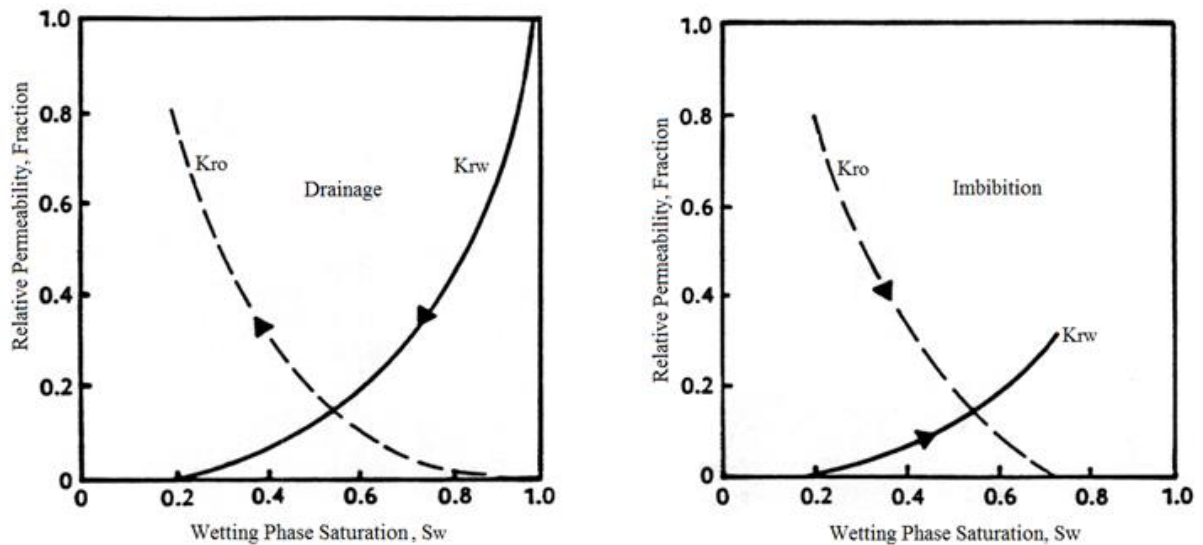 1.0
0.8
0.6
0.4
0.2
0
Relative Permeability, Fraction
Kro
Drainage
Krw
0
0.2
0.4
0.6
0.8
1.0
Wetting Phase Saturation , Sw
1.0
0.8
0.6
0.4
0.2
0
Relative Permeability, Fraction
Kro
Imbibition
Krw
0
0.2
0.4
0.6
0.8
1.0
Wetting Phase Saturation, Sw